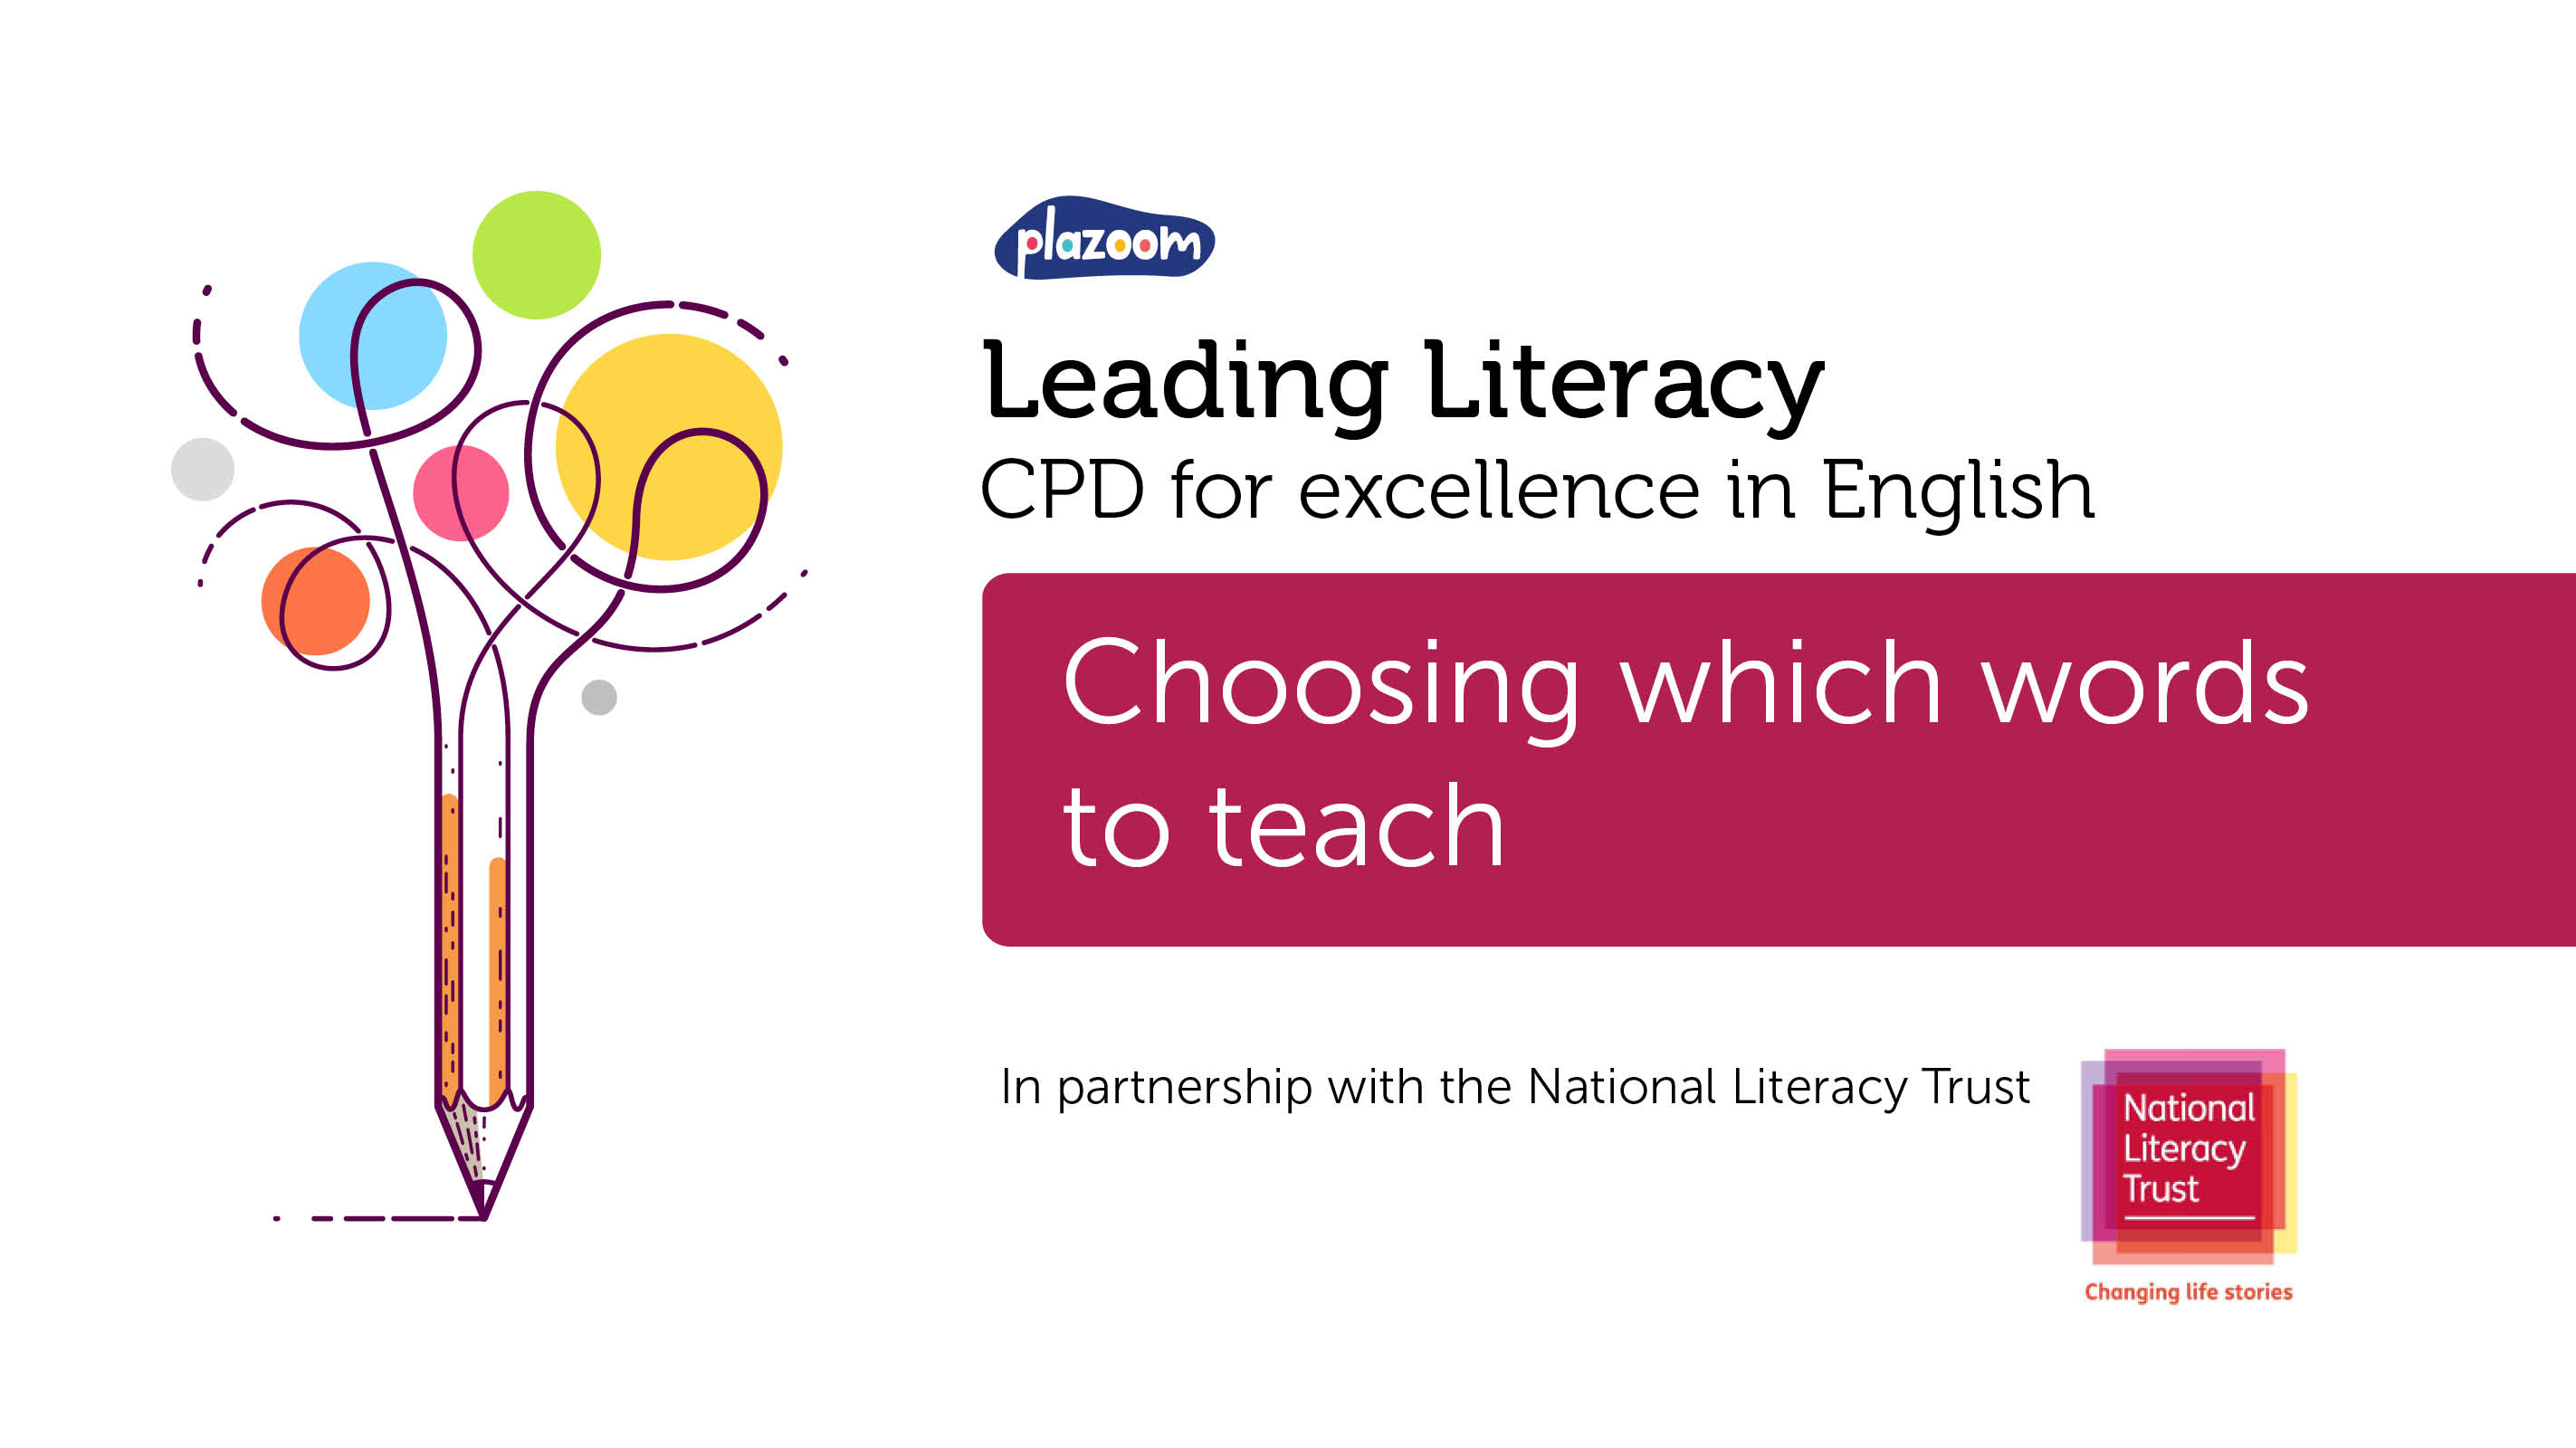 plazoom
Leading Literacy
CPD for excellence in English
Choosing which words
to teach
In partnership with the National Literacy Trust
National
Literacy
Trust
Changing life stories